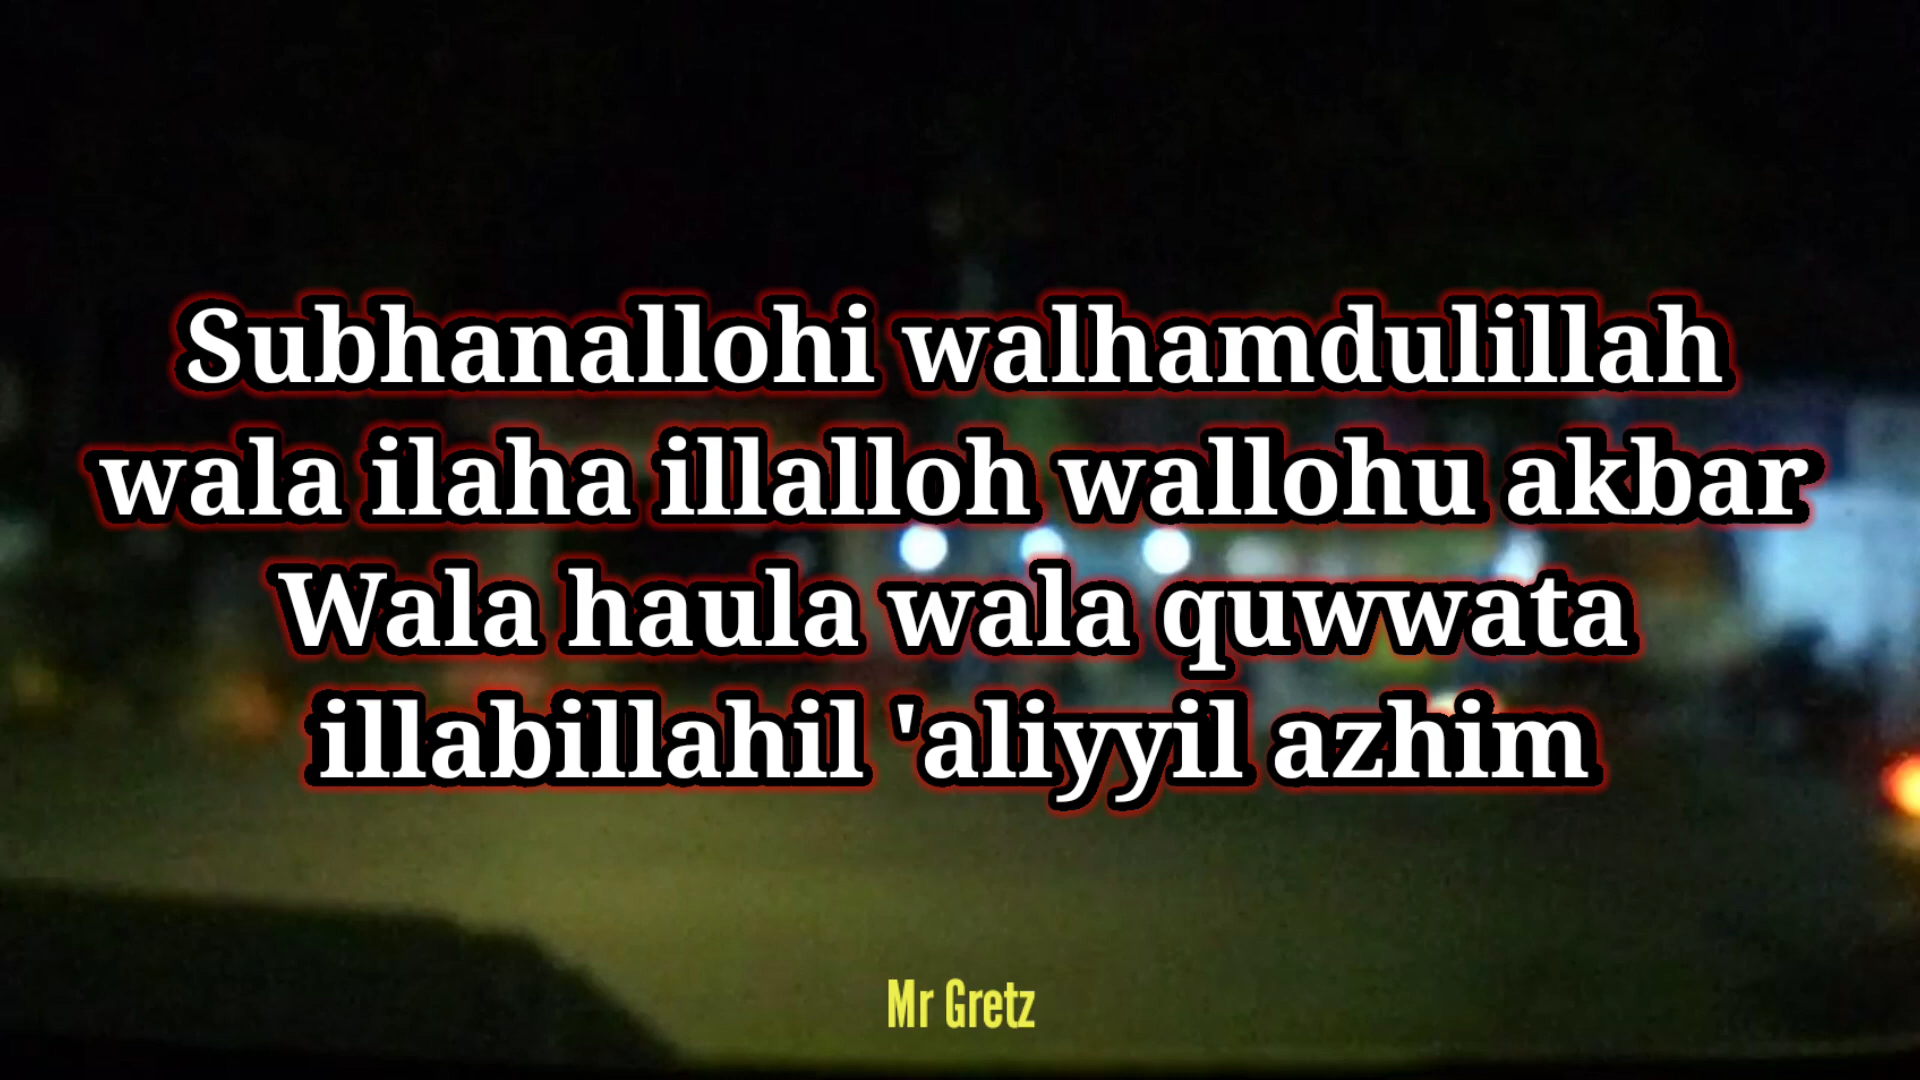 Subhanallohi walhamdulillah
wala ilaha illalloh wallohu akbar
Wala haula wala quwwata
illabillahil 'aliyyil azhim
Mr Gretz